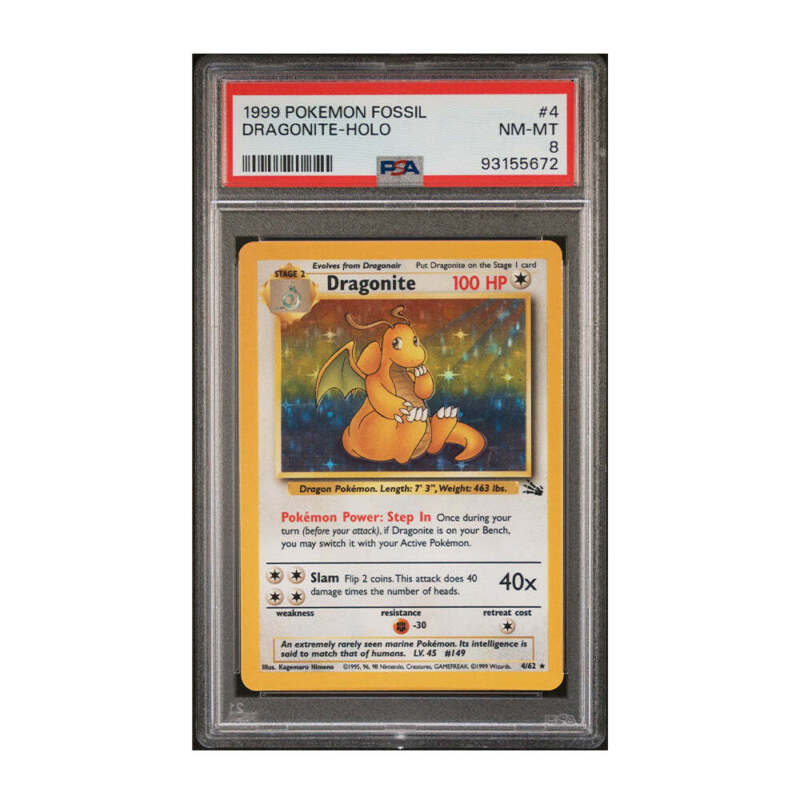 1999 POKEMON FOSSIL #4
DRAGONITE-HOLO NM-MT
8
PSA 93155672
Evolves from Dragonair Put Dragonite on the Stage 1 card
STAGE 2 Dragonite 100 HP
Dragon Pokémon. Length: 7' 3", Weight: 463 lbs.
Pokémon Power: Step In Once during your
turn (before your attack), if Dragonite is on your Bench,
you may switch it with your Active Pokémon.
Slam Flip 2 coins. This attack does 40
damage times the number of heads. 40x
weakness resistance retreat cost
-30
An extremely rarely seen marine Pokémon. Its intelligence is
said to match that of humans. LV. 45 #149
Illus. Kagemaru Himeno ©1995, 96, 98 Nintendo, Creatures, GAMEFREAK. ©1999 Wizards. 4/62